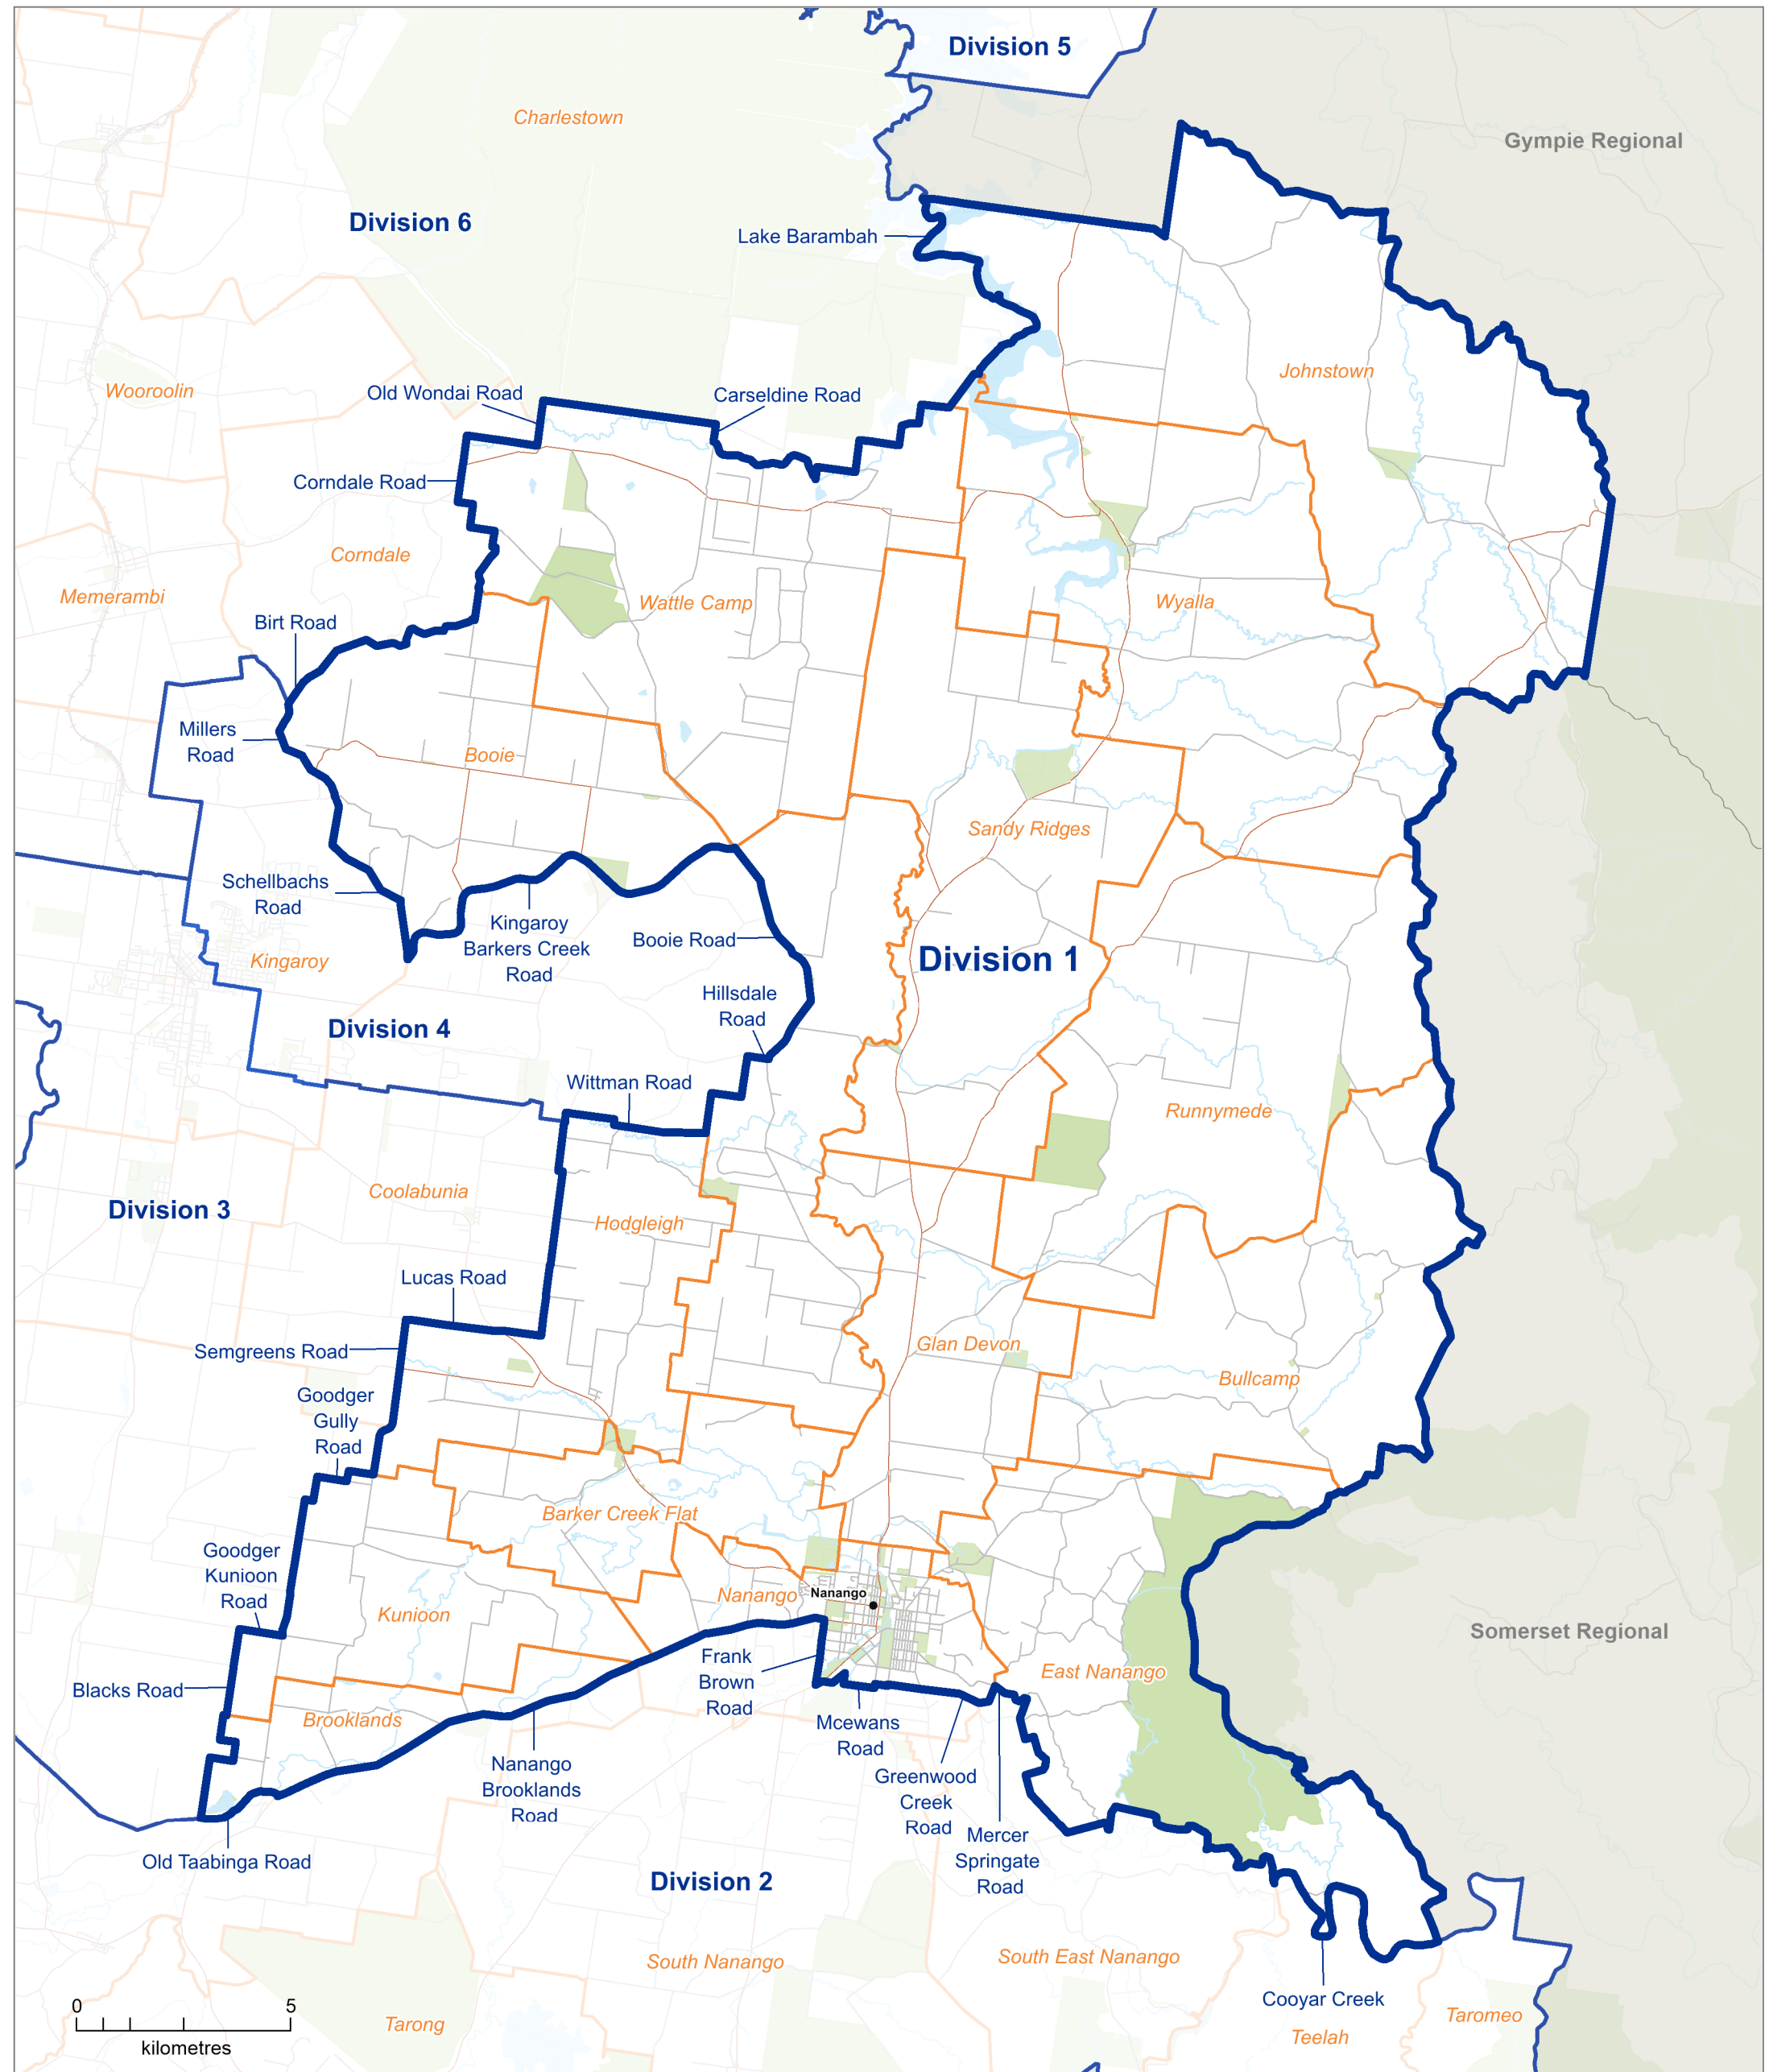 Division 5
Charlestown
Gympie Regional
Division 6
Lake Barambah
Johnstown
Wooroolin
Old Wondai Road
Carseldine Road
Corndale Road
Corndale
Memerambi
Wattle Camp
Wyalla
Birt Road
Millers
Road
Booie
Sandy Ridges
Schellbachs
Road
Kingaroy
Barkers Creek
Road
Booie Road
Division 1
Kingaroy
Hillsdale
Road
Division 4
Wittman Road
Runnymede
Coolabunia
Division 3
Hodgleigh
Lucas Road
Semgreens Road
Glan Devon
Bullcamp
Goodger
Gully
Road
Barker Creek Flat
Goodger
Kunioon
Road
Nanango
Nanango
Kunioon
Somerset Regional
Frank
Brown
Road
East Nanango
Blacks Road
Brooklands
Mcewans
Road
Nanango
Brooklands
Road
Greenwood
Creek
Road
Mercer
Springate
Road
Old Taabinga Road
Division 2
South Nanango
South East Nanango
Cooyar Creek
Taromeo
Teelah
Tarong
0 5
kilometres